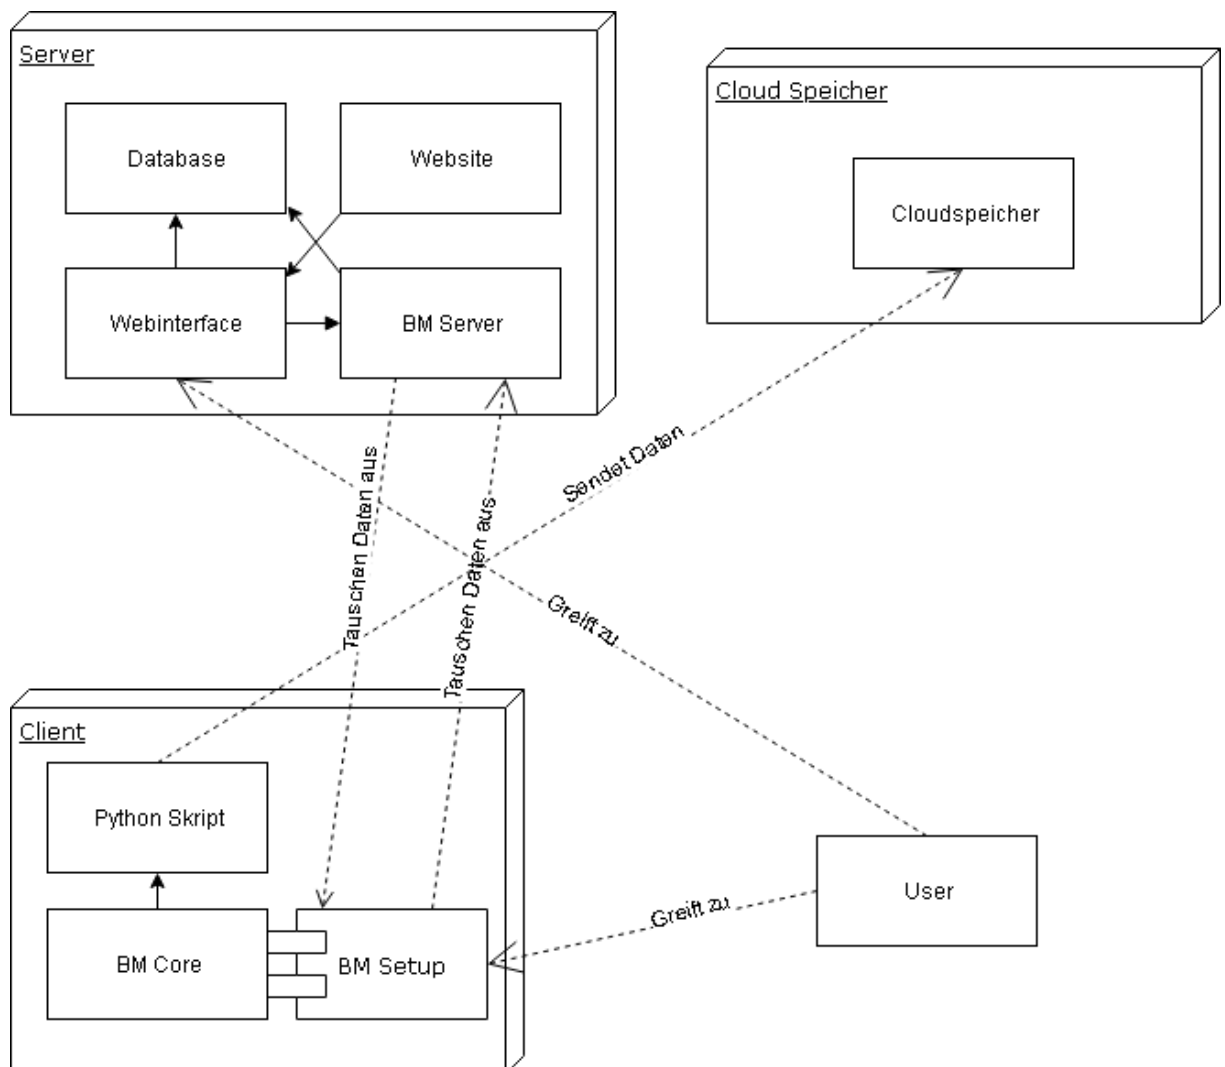 Server
Cloud Speicher
Database
Website
Cloudspeicher
Webinterface
BM Server
Sendet Daten
Tauschen Daten aus
Tauschen Daten aus
Greift zu
Client
Python Skript
User
Greift zu
BM Core
BM Setup